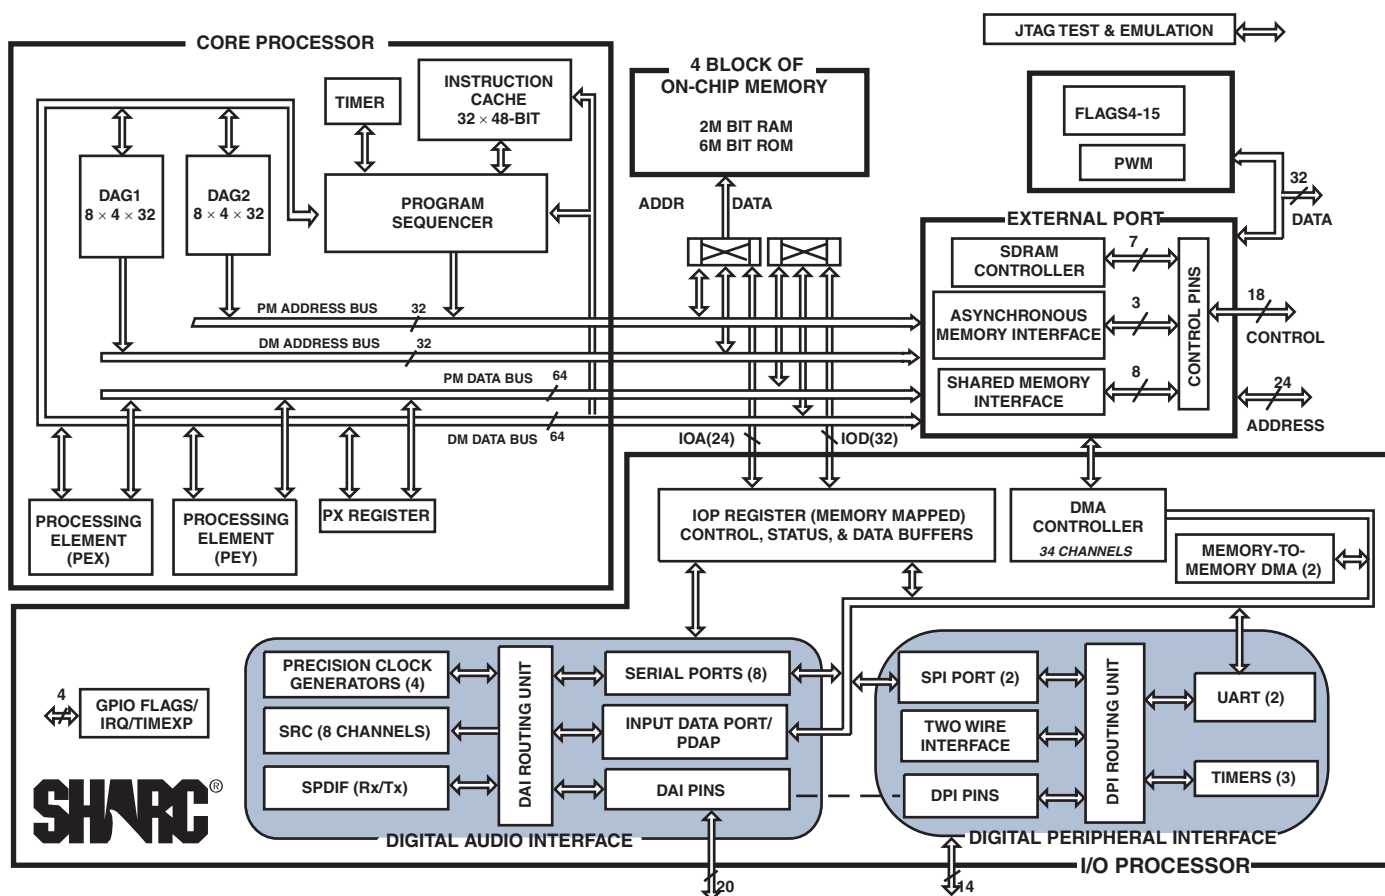 CORE PROCESSOR
TIMER
INSTRUCTION
CACHE
32 × 48-BIT
DAG1
8 × 4 × 32
DAG2
8 × 4 × 32
PROGRAM
SEQUENCER
PM ADDRESS BUS
32
DM ADDRESS BUS
32
PM DATA BUS
64
DM DATA BUS
64
PROCESSING
ELEMENT
(PEX)
PROCESSING
ELEMENT
(PEY)
PX REGISTER
4 BLOCK OF
ON-CHIP MEMORY
2M BIT RAM
6M BIT ROM
ADDR
DATA
JTAG TEST & EMULATION
FLAGS4-15
PWM
32
DATA
EXTERNAL PORT
SDRAM
CONTROLLER
7
ASYNCHRONOUS
MEMORY INTERFACE
3
SHARED MEMORY
INTERFACE
8
CONTROL PINS
18
CONTROL
24
ADDRESS
IOA(24)
IOD(32)
IOP REGISTER (MEMORY MAPPED)
CONTROL, STATUS, & DATA BUFFERS
DMA
CONTROLLER
34 CHANNELS
MEMORY-TO-
MEMORY DMA (2)
4
GPIO FLAGS/
IRQ/TIMEXP
SHARC®
PRECISION CLOCK
GENERATORS (4)
SRC (8 CHANNELS)
SPDIF (Rx/Tx)
DAI ROUTING UNIT
SERIAL PORTS (8)
INPUT DATA PORT/
PDAP
DAI PINS
DIGITAL AUDIO INTERFACE
20
SPI PORT (2)
TWO WIRE
INTERFACE
DPI PINS
DPI ROUTING UNIT
UART (2)
TIMERS (3)
DIGITAL PERIPHERAL INTERFACE
14
I/O PROCESSOR